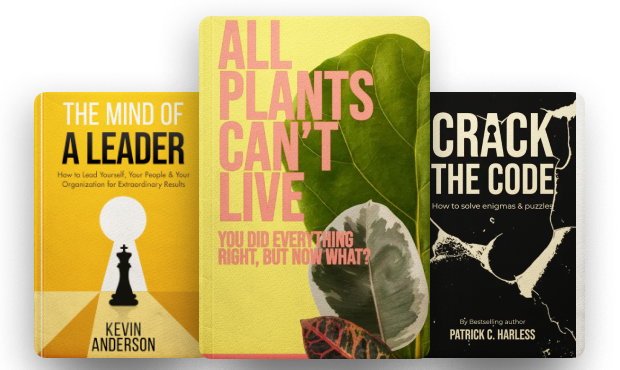 THE MIND OF
A LEADER
How to Lead Yourself, Your People & Your
Organization for Extraordinary Results
KEVIN
ANDERSON
ALL
PLANTS
CAN'T
LIVE
YOU DID EVERYTHING
RIGHT, BUT NOW WHAT?
CRACK
THE CODE
How to solve enigmas & puzzles
By Bestselling author
PATRICK C. HARLESS